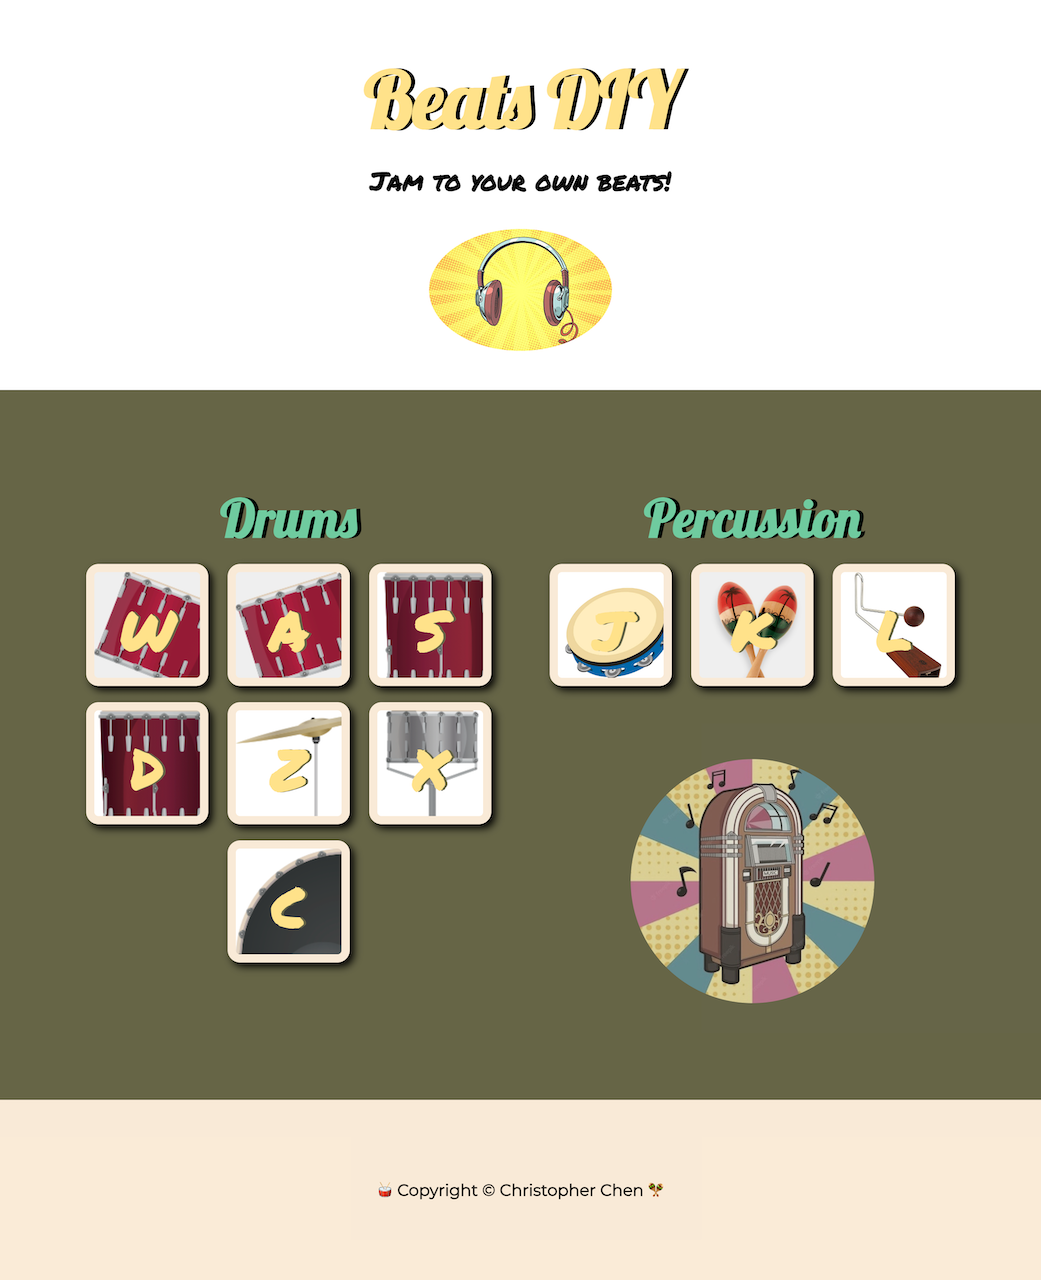 Beats DIY
Jam to your own beats!
Drums
W A S
D Z X
C
Percussion
J K L
🥁 Copyright © Christopher Chen 🪇